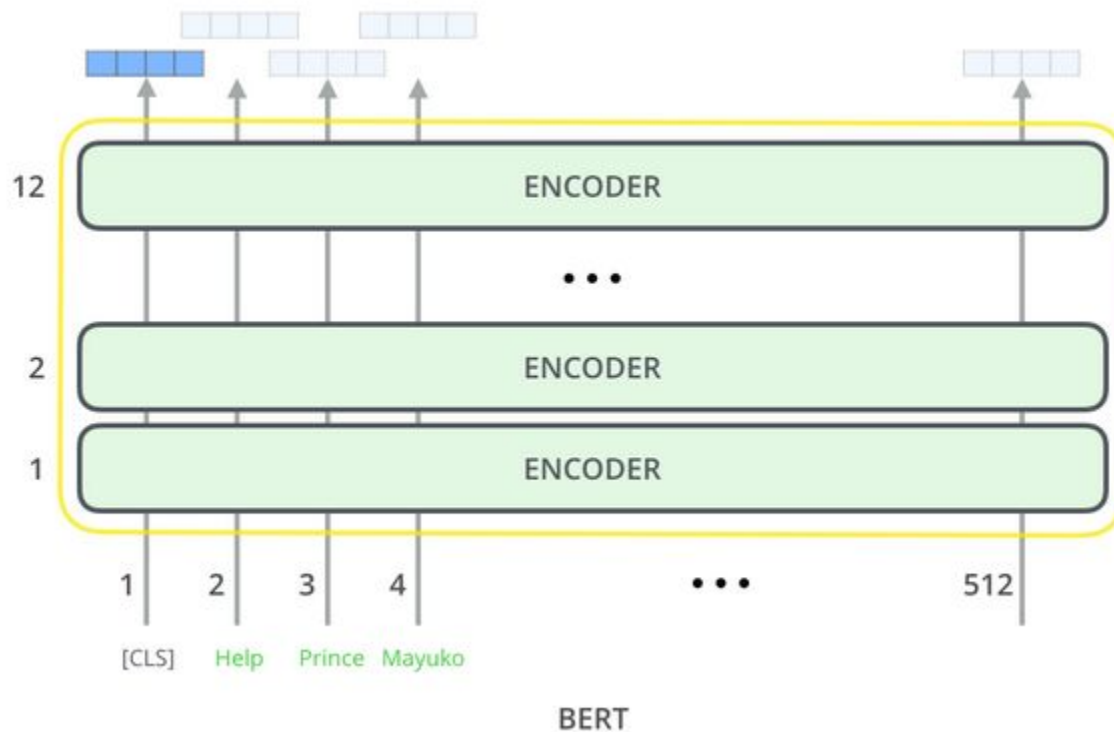 12 ENCODER
•••
2 ENCODER
1 ENCODER
1 2 3 4 ••• 512
[CLS] Help Prince Mayuko
BERT